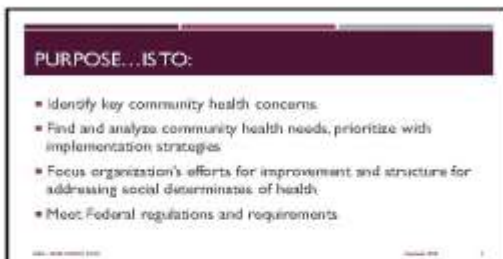 PURPOSE…IS TO:
Identify key community health concerns
Find and analyze community health needs, prioritize with
implementation strategies
Focus organization's efforts for improvement and structure for
addressing social determinates of health
Meet Federal regulations and requirements